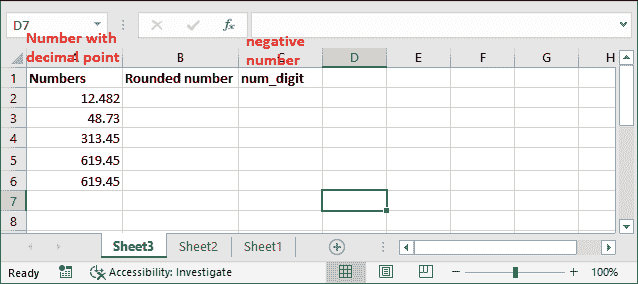 D7
fx
Number with
decimal point
negative
number
A B C D E F G H
1 Numbers Rounded number num_digit
2 12.482
3 48.73
4 313.45
5 619.45
6 619.45
7
8
Sheet3 Sheet2 Sheet1
Ready Accessibility: Investigate 100%